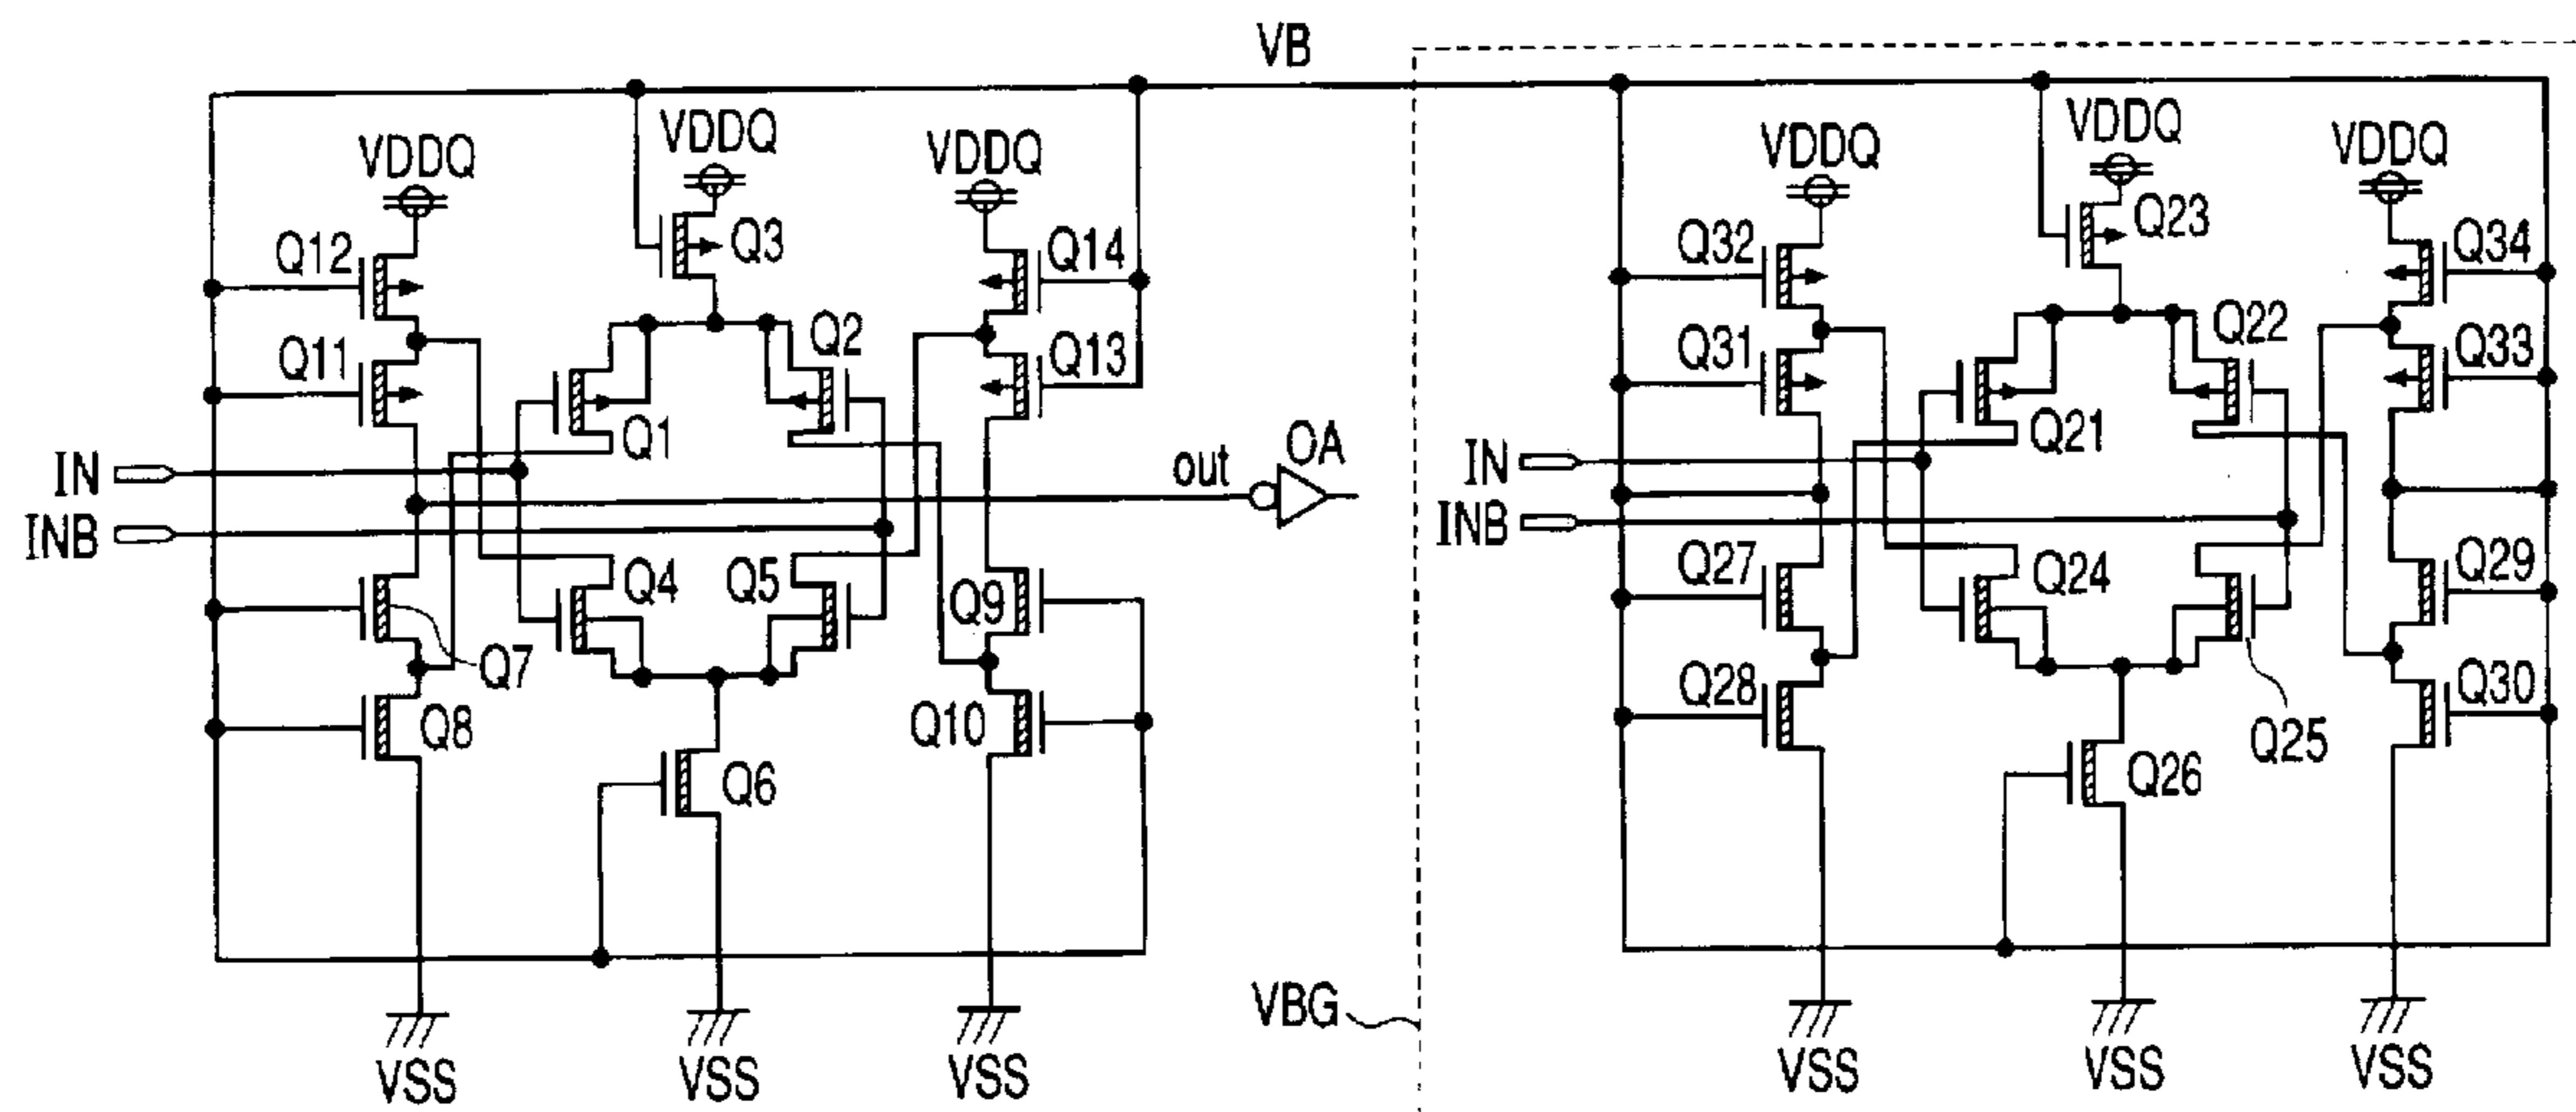 VB
VDDQ
VDDQ
VDDQ
VDDQ
VDDQ
VDDQ
Q12
Q3
Q14
Q32
Q23
Q34
Q11
Q2
Q13
Q31
Q22
Q33
Q1
Q21
IN
out
OA
IN
INB
INB
Q4
Q5
Q9
Q27
Q24
Q29
Q7
Q8
Q10
Q28
Q30
Q6
Q26
Q25
VBG
VSS
VSS
VSS
VSS
VSS
VSS